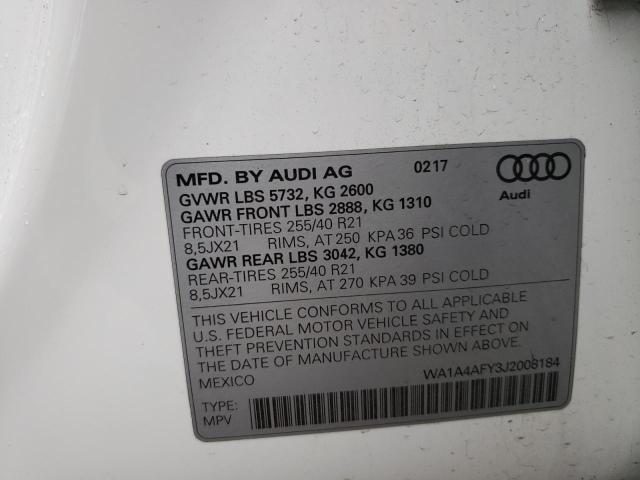 MFD. BY AUDI AG 0217
GVWR LBS 5732, KG 2600
GAWR FRONT LBS 2888, KG 1310
FRONT-TIRES 255/40 R21
8,5JX21 RIMS, AT 250 KPA 36 PSI COLD
GAWR REAR LBS 3042, KG 1380
REAR-TIRES 255/40 R21
8,5JX21 RIMS, AT 270 KPA 39 PSI COLD
Audi
THIS VEHICLE CONFORMS TO ALL APPLICABLE
U.S. FEDERAL MOTOR VEHICLE SAFETY AND
THEFT PREVENTION STANDARDS IN EFFECT ON
DATE OF MANUFACTURE SHOWN ABOVE.
MEXICO
WA1A4AFY3J2008184
TYPE:
MPV